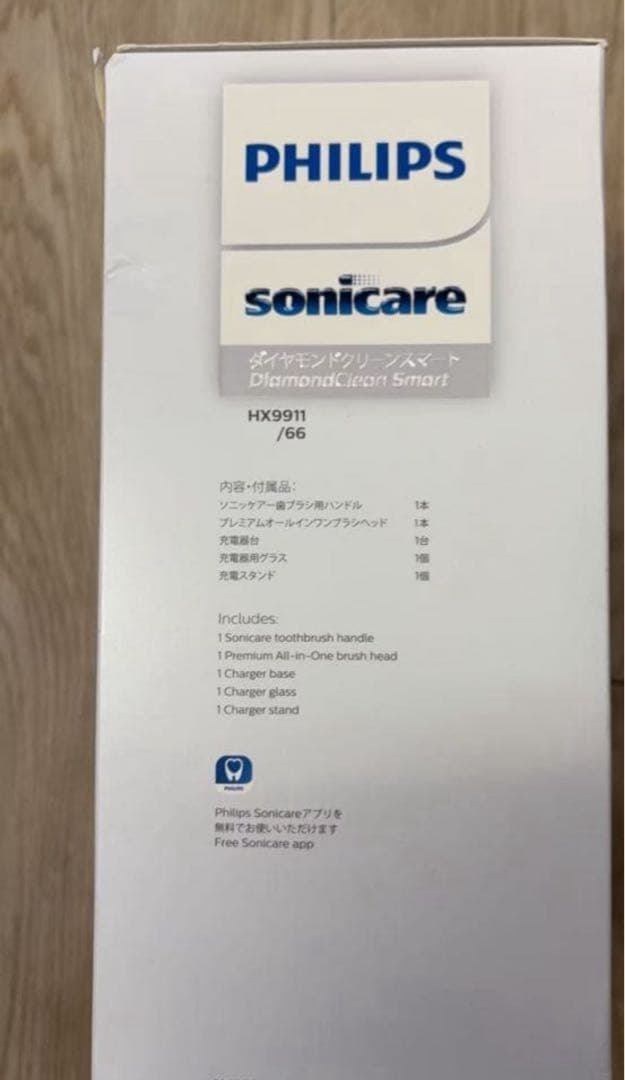 PHILIPS
sonicare
ダイヤモンドクリーンスマート
DiamondClean Smart
HX9911
/66
内容・付属品:
ソニッケアー歯ブラシ用ハンドル 1本
プレミアムオールインワンブラシヘッド 1本
充電器台 1台
充電器用グラス 1個
充電スタンド 1個
Includes:
1 Sonicare toothbrush handle
1 Premium All-in-One brush head
1 Charger base
1 Charger glass
1 Charger stand
PHILIPS
Philips Sonicareアプリを
無料でお使いいただけます
Free Sonicare app